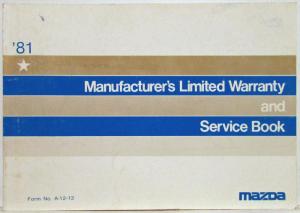 '81
Manufacturer's Limited Warranty
and
Service Book
Form No. A-12-12
mazda